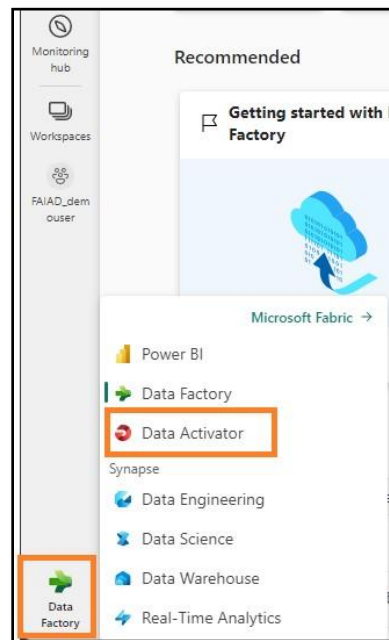 Monitoring
hub
Workspaces
FAIAD_dem
ouser
Data
Factory
Recommended
Getting started with
Factory
Microsoft Fabric →
Power BI
Data Factory
Data Activator
Synapse
Data Engineering
Data Science
Data Warehouse
Real-Time Analytics